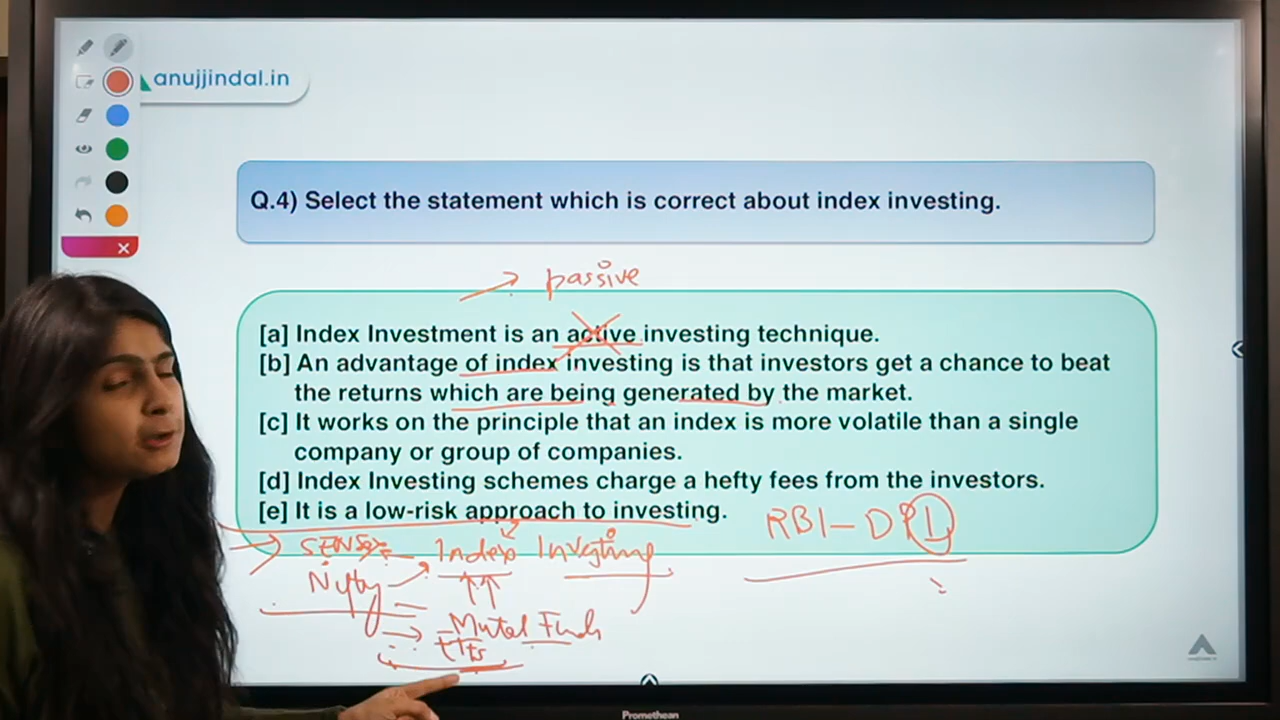 anujjindal.in
Q.4) Select the statement which is correct about index investing.
passive
[a] Index Investment is an active investing technique.
[b] An advantage of index investing is that investors get a chance to beat
the returns which are being generated by the market.
[c] It works on the principle that an index is more volatile than a single
company or group of companies.
[d] Index Investing schemes charge a hefty fees from the investors.
[e] It is a low-risk approach to investing.
RBI-DPI
Index Investing
Nifty
Mutal Funds
Promethean